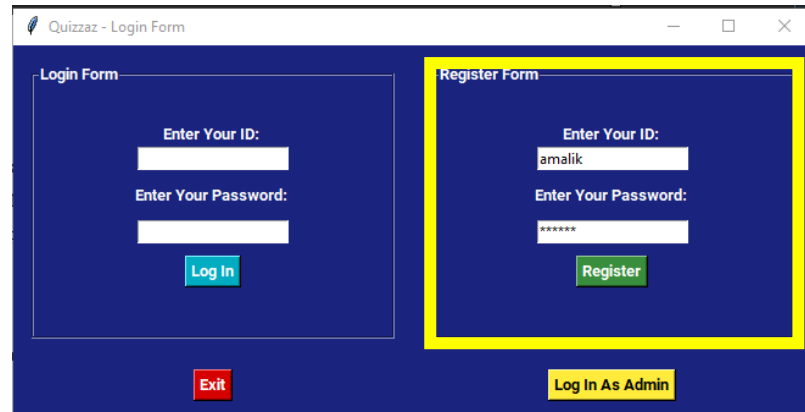 Quizzaz - Login Form
Login Form
Enter Your ID:
Enter Your Password:
Log In
Register Form
Enter Your ID:
amalik
Enter Your Password:
******
Register
Exit
Log In As Admin